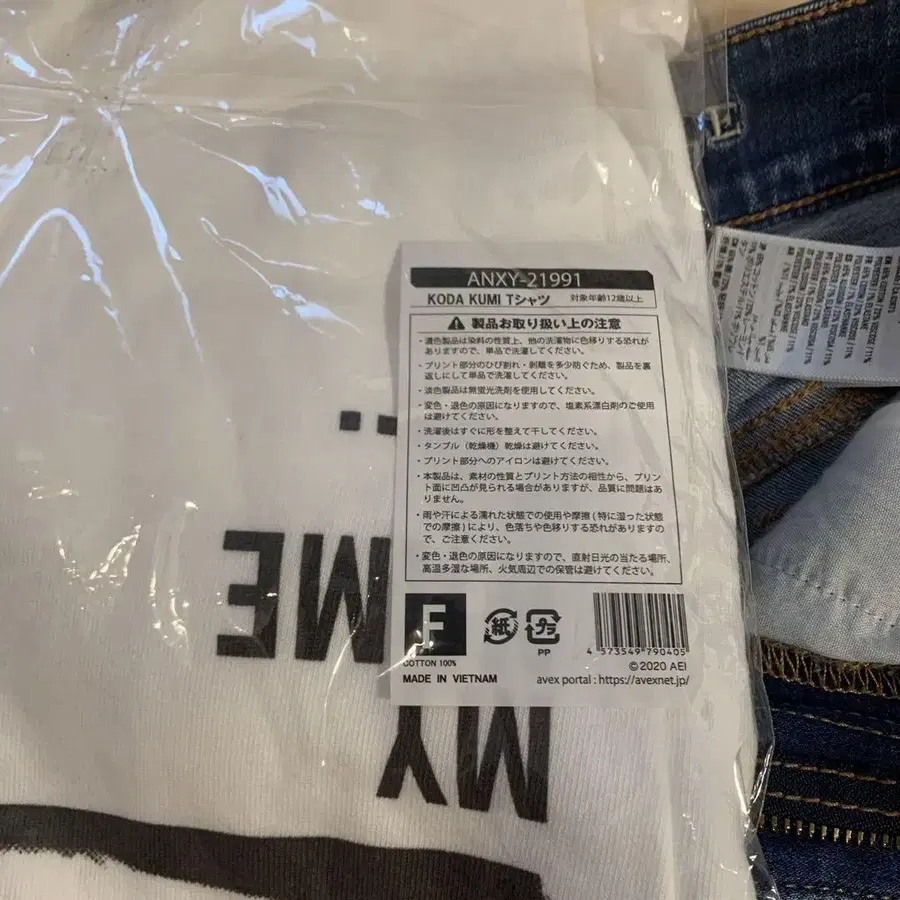 ANXY-21991
KODA KUMI Tシャツ 対象年齢12歳以上
製品お取り扱い上の注意
・濃色製品は染料の性質上、他の洗濯物に色移りする恐れが
ありますので、単品で洗濯してください。
・プリント部分のひび割れ・剥離を多少防ぐため、製品を裏
返しにして単品で洗濯してください。
・淡色製品は無蛍光洗剤を使用してください。
・変色・退色の原因になりますので、塩素系漂白剤のご使用
は避けてください。
・洗濯後はすぐに形を整えて干してください。
・タンブル（乾燥機）乾燥は避けてください。
・プリント部分へのアイロンは避けてください。
・本製品は、素材の性質とプリント方法の相性から、プリント
面に凹凸が見られる場合がありますが、品質に問題はあ
りません。
・雨や汗による濡れた状態での使用や摩擦(特に湿った状態
での摩擦)により、色落ちや色移りする恐れがありますの
で、ご注意ください。
・変色・退色の原因になりますので、直射日光の当たる場所、
高温多湿な場所、火気周辺での保管は避けてください。
F
紙
プラ
PP
COTTON 100%
MADE IN VIETNAM
4 573549 790405
©2020 AEI
avex portal : https://avexnet.jp/
MY
ME